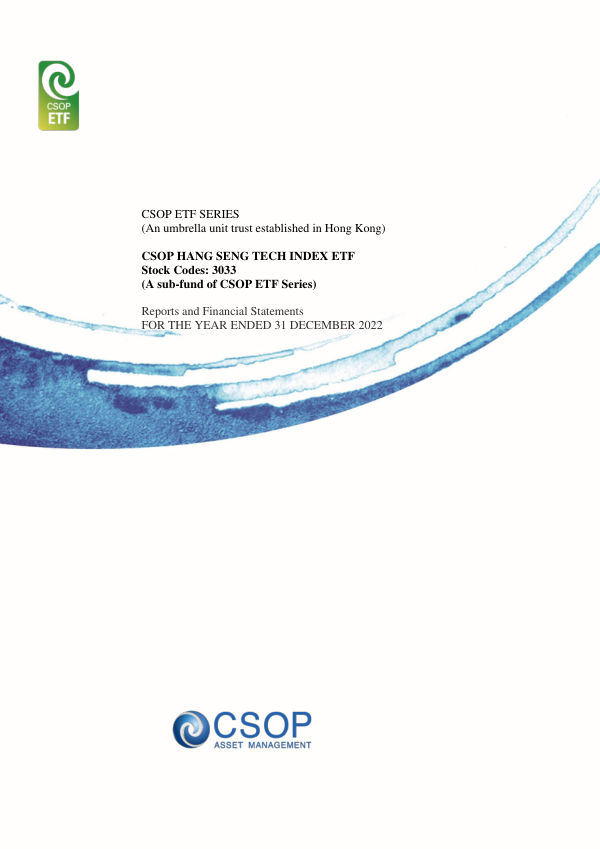 CSOP
ETF
CSOP ETF SERIES
(An umbrella unit trust established in Hong Kong)
CSOP HANG SENG TECH INDEX ETF
Stock Codes: 3033
(A sub-fund of CSOP ETF Series)
Reports and Financial Statements
FOR THE YEAR ENDED 31 DECEMBER 2022
CSOP
ASSET MANAGEMENT